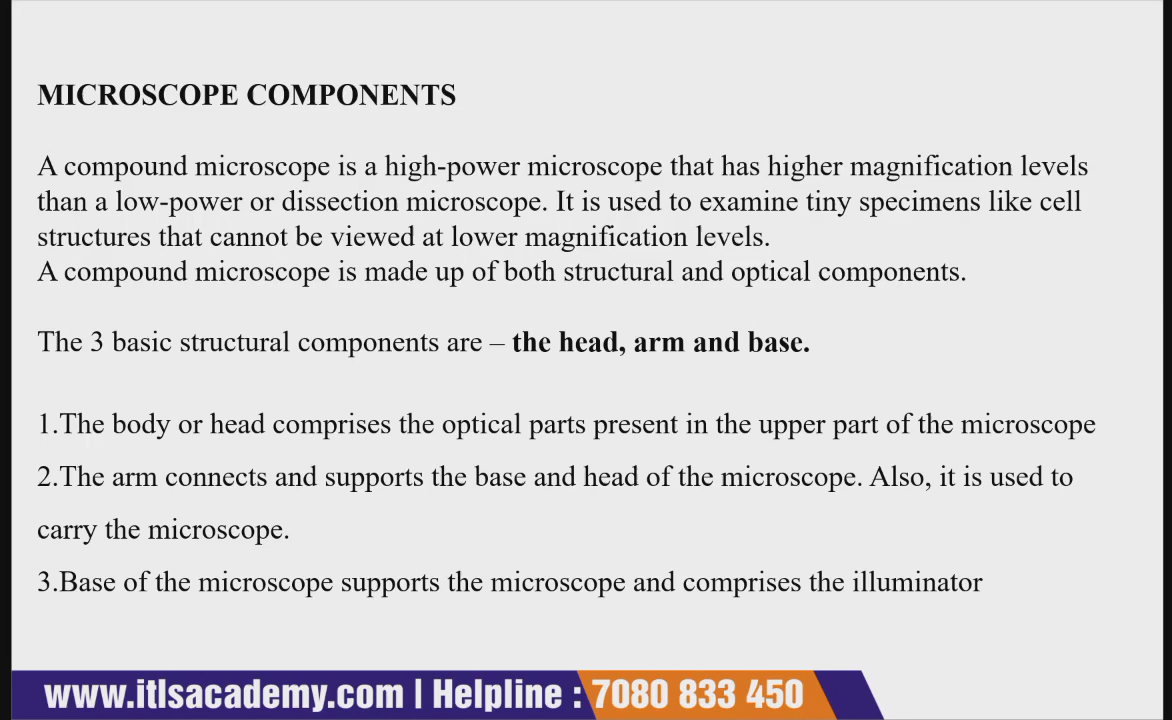 MICROSCOPE COMPONENTS
A compound microscope is a high-power microscope that has higher magnification levels
than a low-power or dissection microscope. It is used to examine tiny specimens like cell
structures that cannot be viewed at lower magnification levels.
A compound microscope is made up of both structural and optical components.
The 3 basic structural components are – the head, arm and base.
1.The body or head comprises the optical parts present in the upper part of the microscope
2.The arm connects and supports the base and head of the microscope. Also, it is used to
carry the microscope.
3.Base of the microscope supports the microscope and comprises the illuminator
www.itlsacademy.com | Helpline : 7080 833 450